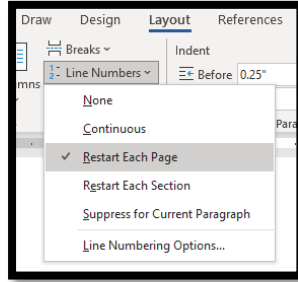 Draw Design Layout References
Breaks
Indent
Line Numbers
Before 0.25"
mns
None
Continuous
Para
Restart Each Page
Restart Each Section
Suppress for Current Paragraph
Line Numbering Options...